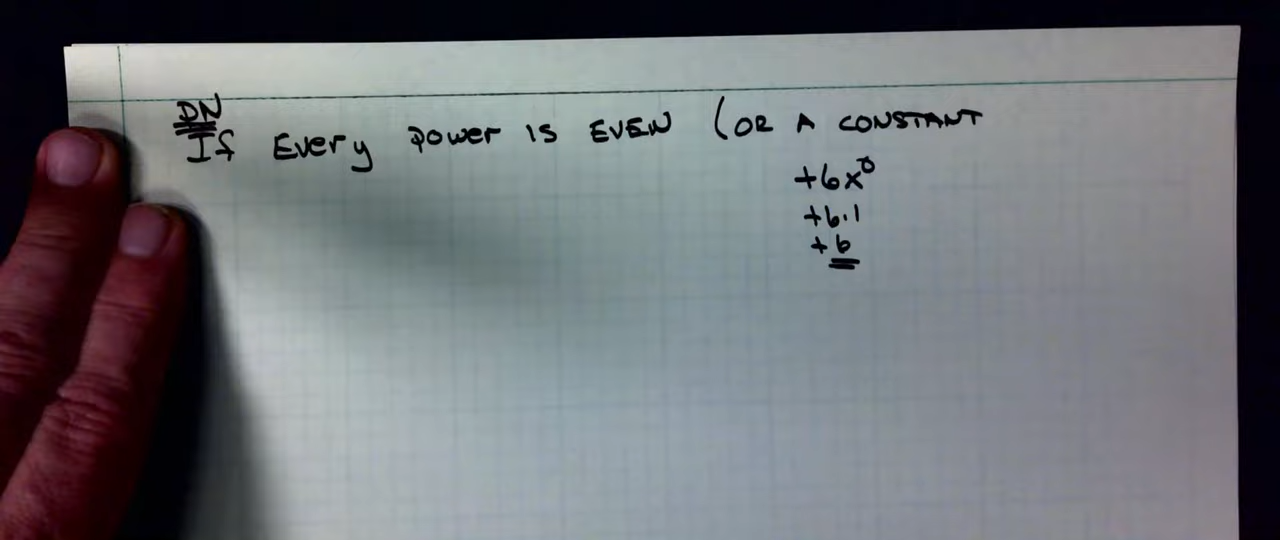 DN
If Every power is EVEN (OR A CONSTANT
+6x⁰
+6·1
+6